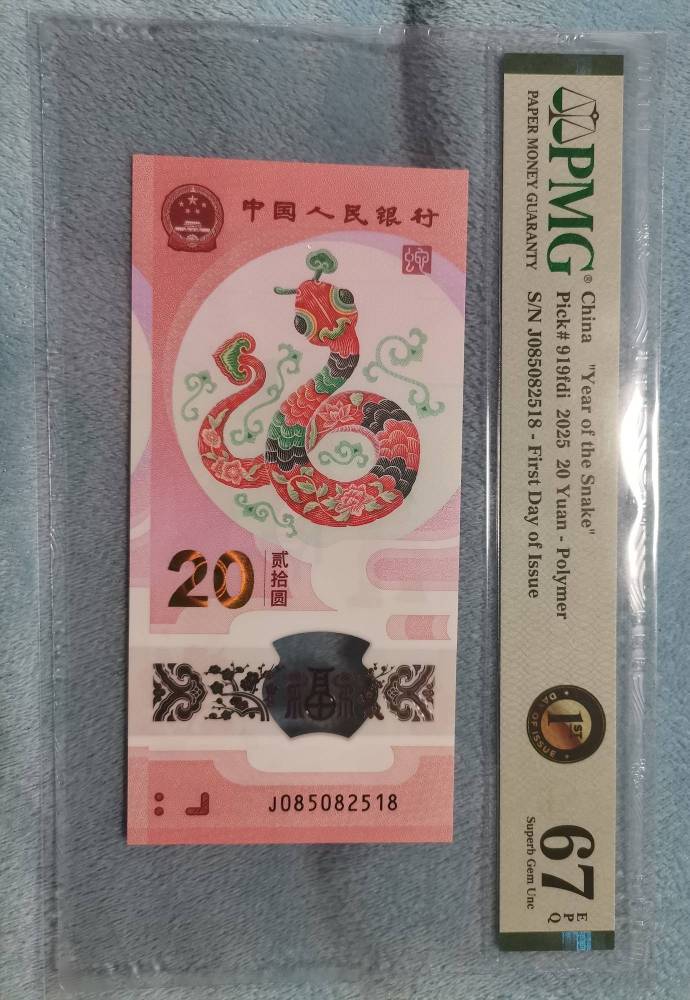 中国人民银行
20
贰拾圆
福
J085082518
PMG®
PAPER MONEY GUARANTY
China "Year of the Snake"
Pick# 919fdi 2025 20 Yuan - Polymer
S/N J085082518 - First Day of Issue
1ST
DAY OF ISSUE
67 EPQ
Superb Gem Unc